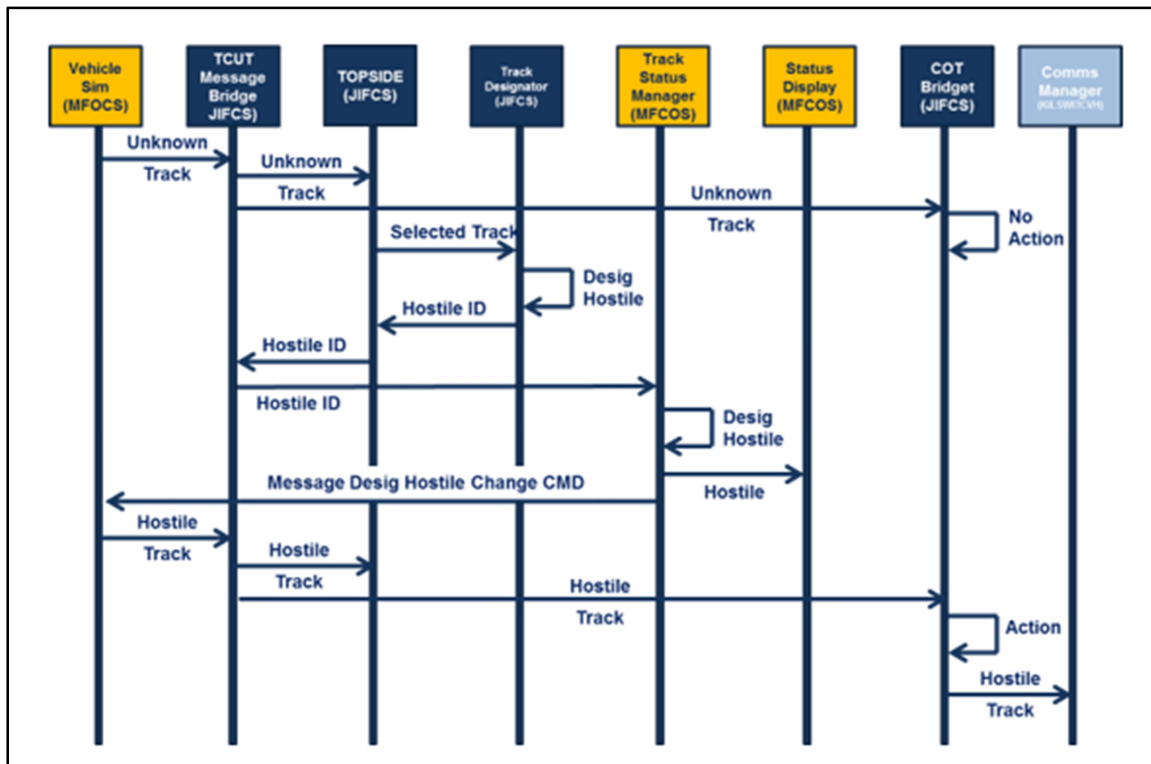 Vehicle
Sim
(MFOCS)
TCUT
Message
Bridge
JIFCS)
TOPSIDE
(JIFCS)
Track
Designator
(JIFCS)
Track
Status
Manager
(MFCOS)
Status
Display
(MFCOS)
COT
Bridget
(JIFCS)
Comms
Manager
Unknown
Track
Unknown
Track
Unknown
Track
No
Action
Selected Track
Desig
Hostile
Hostile ID
Hostile ID
Hostile ID
Desig
Hostile
Hostile
Message Desig Hostile Change CMD
Hostile
Track
Hostile
Track
Hostile
Track
Action
Hostile
Track